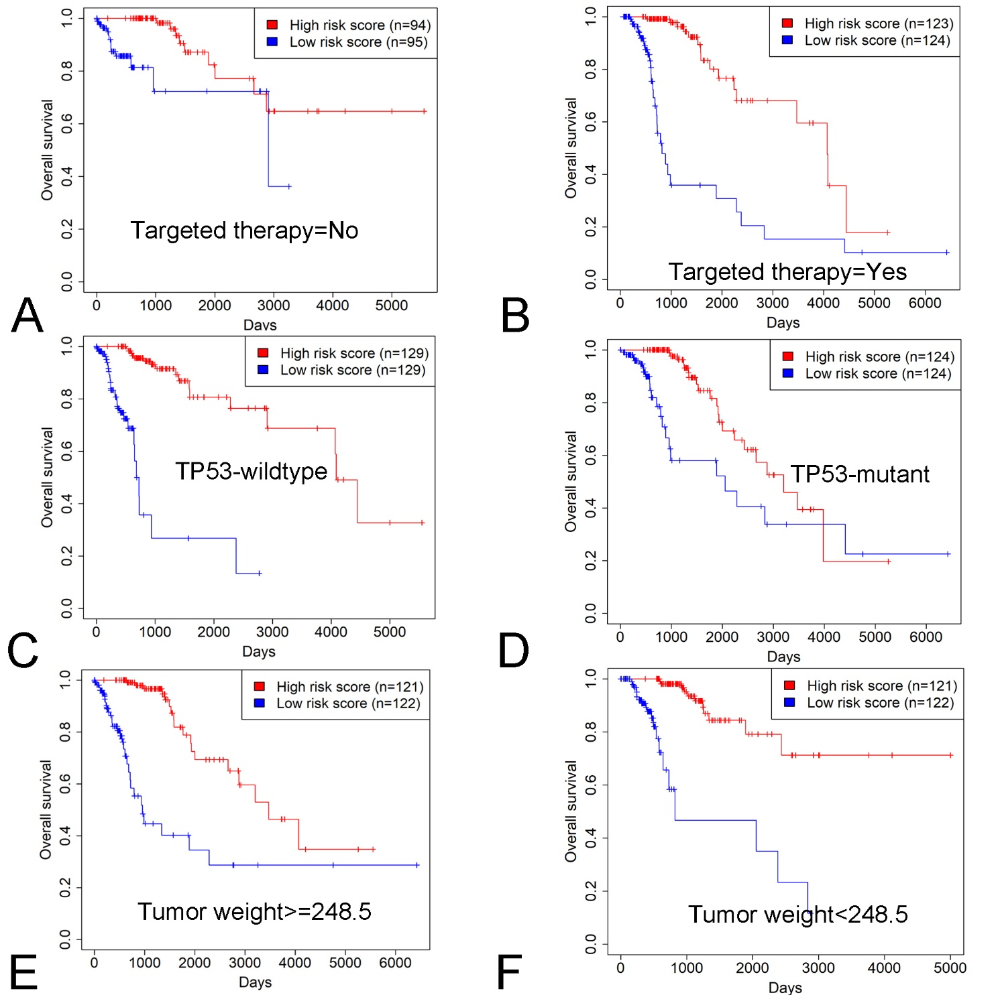 High risk score (n=94)
Low risk score (n=95)
Overall survival
0.0 0.2 0.4 0.6 0.8 1.0
Targeted therapy=No
0 1000 2000 3000 4000 5000
Days
A
High risk score (n=123)
Low risk score (n=124)
Overall survival
0.0 0.2 0.4 0.6 0.8 1.0
Targeted therapy=Yes
0 1000 2000 3000 4000 5000 6000
Days
B
High risk score (n=129)
Low risk score (n=129)
Overall survival
0.0 0.2 0.4 0.6 0.8 1.0
TP53-wildtype
0 1000 2000 3000 4000 5000
Days
C
High risk score (n=124)
Low risk score (n=124)
Overall survival
0.0 0.2 0.4 0.6 0.8 1.0
TP53-mutant
0 1000 2000 3000 4000 5000 6000
Days
D
High risk score (n=121)
Low risk score (n=122)
Overall survival
0.0 0.2 0.4 0.6 0.8 1.0
Tumor weight>=248.5
0 1000 2000 3000 4000 5000 6000
Days
E
High risk score (n=121)
Low risk score (n=122)
Overall survival
0.0 0.2 0.4 0.6 0.8 1.0
Tumor weight<248.5
0 1000 2000 3000 4000 5000
Days
F